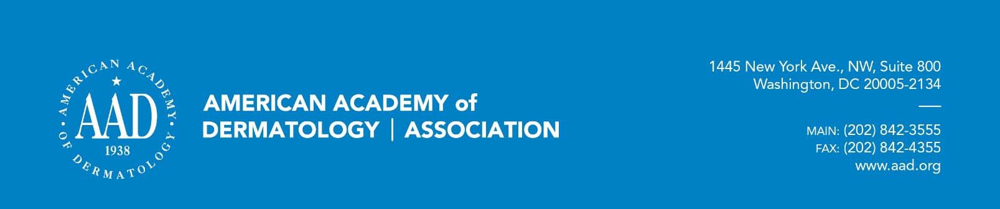 AMERICAN ACADEMY
OF DERMATOLOGY
AAD
1938
AMERICAN ACADEMY of
DERMATOLOGY | ASSOCIATION
1445 New York Ave., NW, Suite 800
Washington, DC 20005-2134
MAIN: (202) 842-3555
FAX: (202) 842-4355
www.aad.org